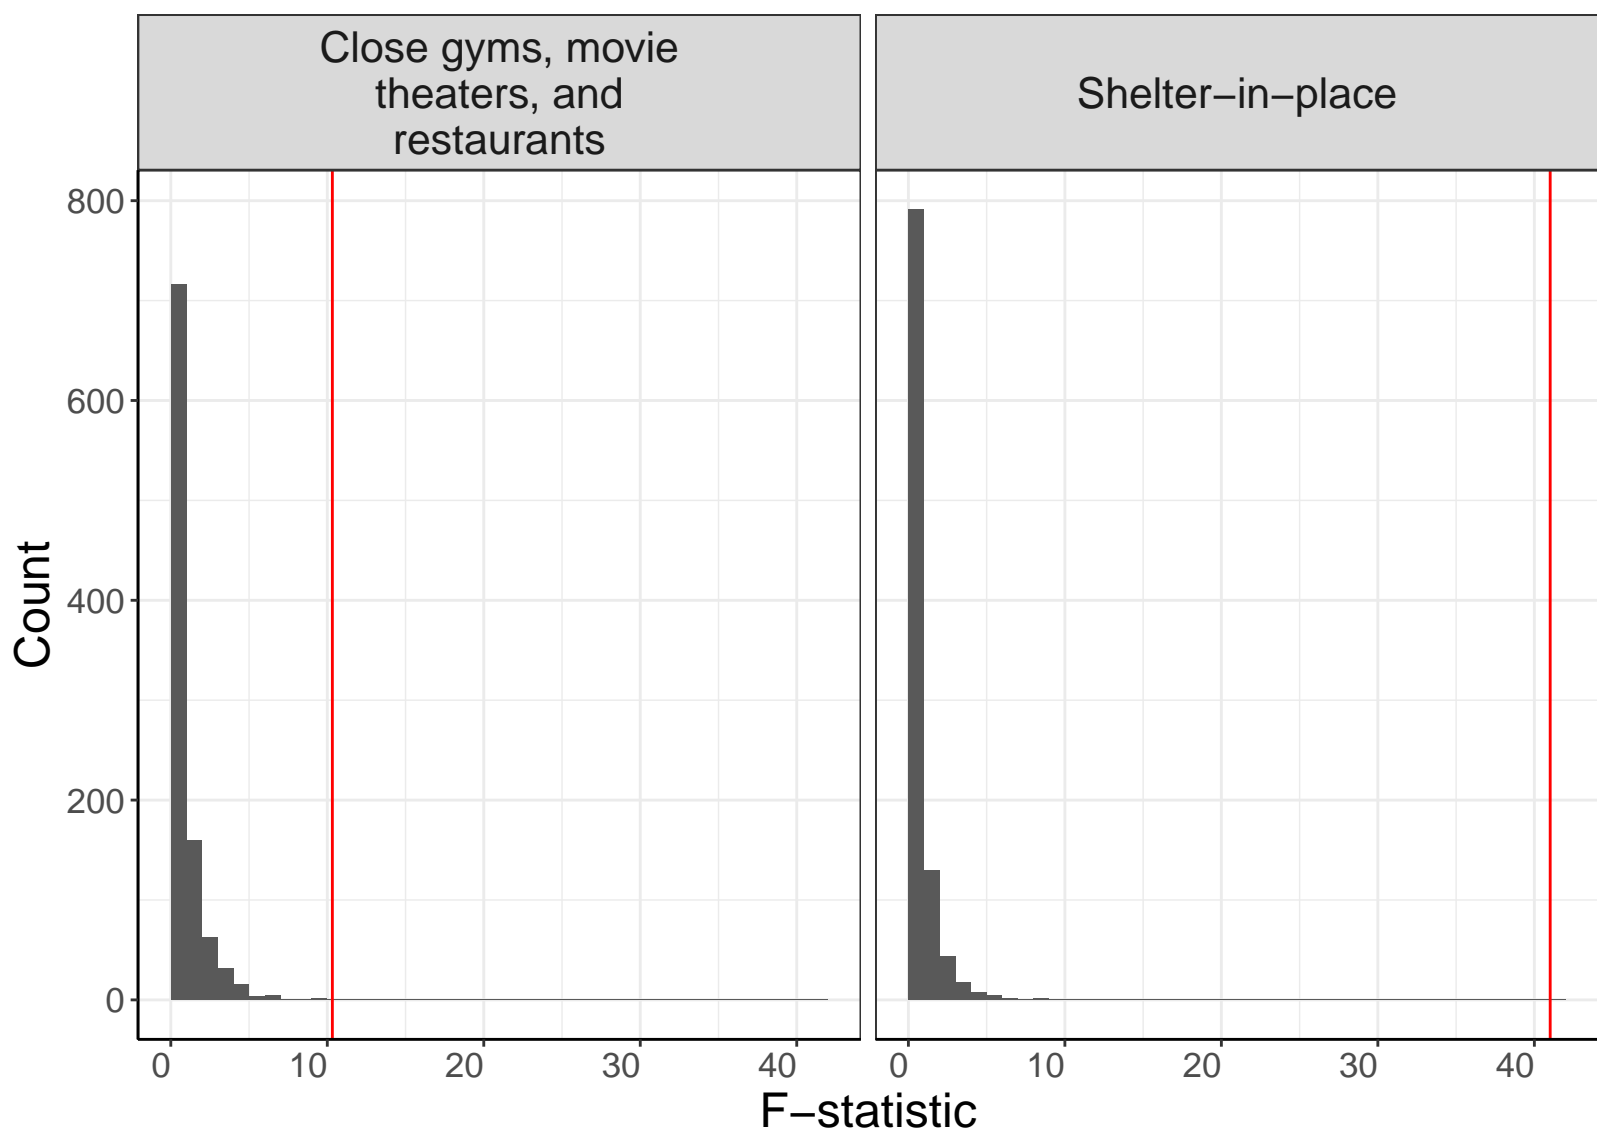 Close gyms, movie
theaters, and
restaurants
Shelter−in−place
800
600
400
200
0
Count
0 10 20 30 40
0 10 20 30 40
F−statistic